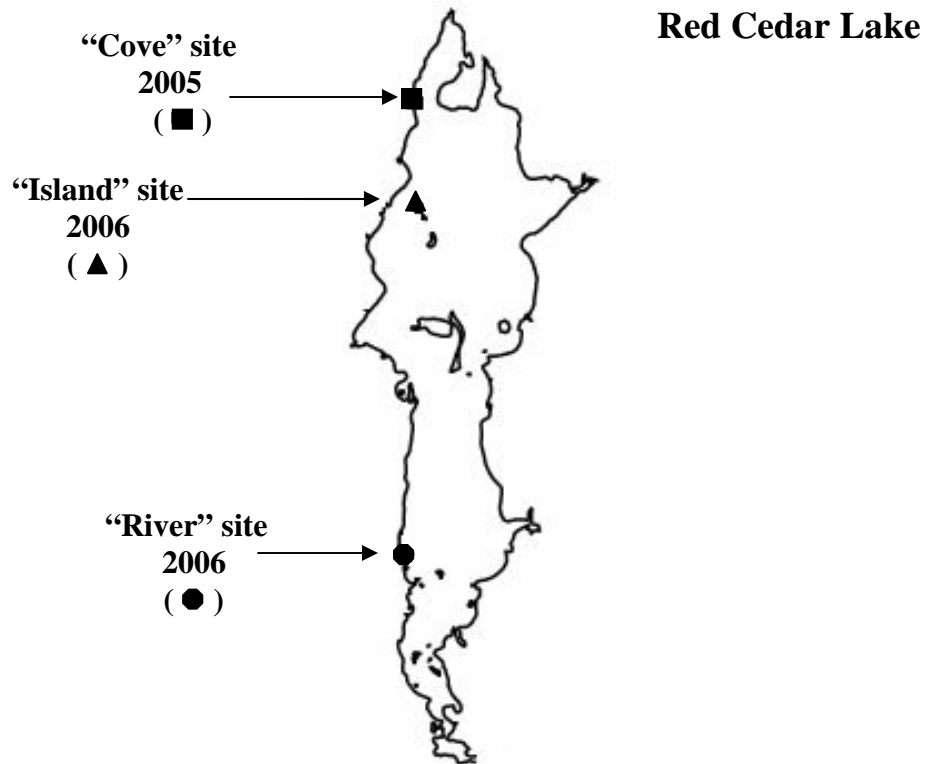 Red Cedar Lake
“Cove” site
2005
( ■ )
“Island” site
2006
( ▲ )
“River” site
2006
( ● )